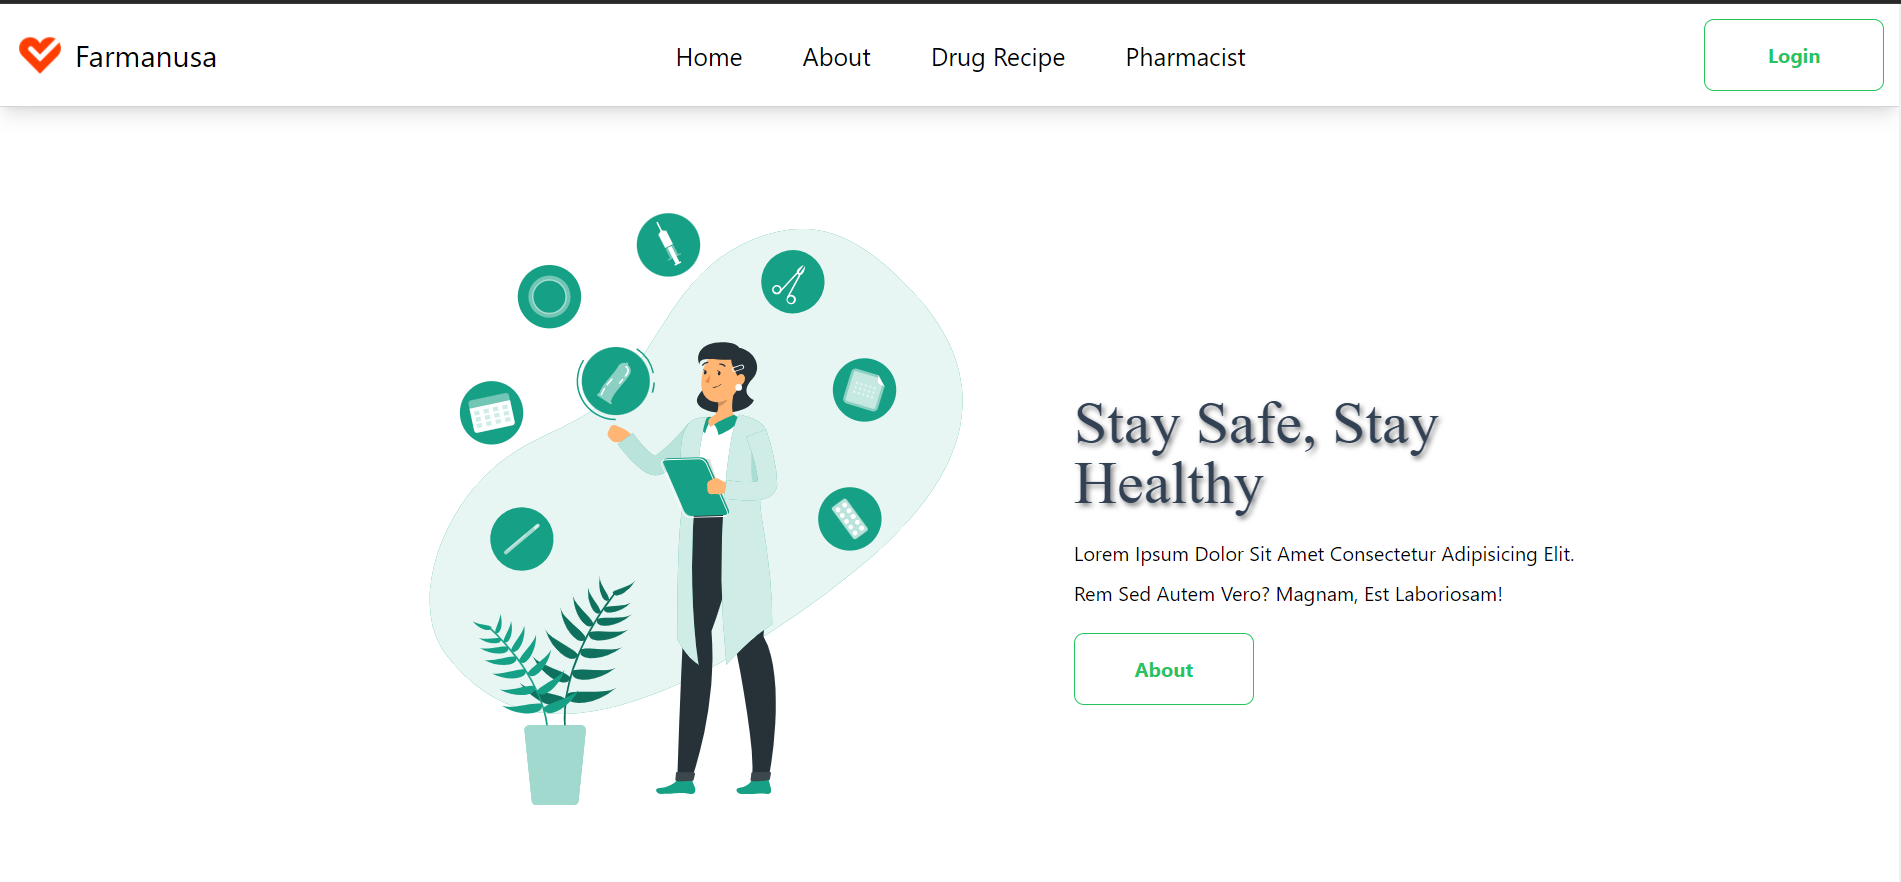 Farmanusa
Home About Drug Recipe Pharmacist
Login
Stay Safe, Stay
Healthy
Lorem Ipsum Dolor Sit Amet Consectetur Adipisicing Elit.
Rem Sed Autem Vero? Magnam, Est Laboriosam!
About